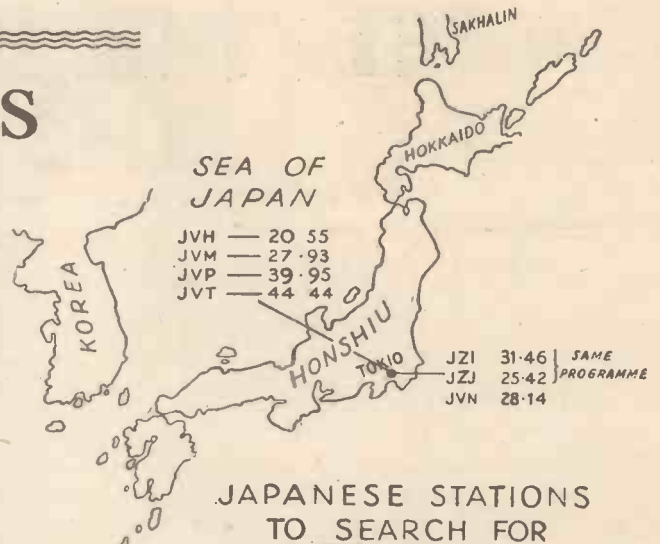 S
SAKHALIN
HOKKAIDO
SEA OF
JAPAN
JVH — 20 55
JVM — 27·93
JVP — 39·95
JVT — 44 44
KOREA
HONSHIU
TOKIO
JZI 31·46 } SAME
JZJ 25·42 } PROGRAMME
JVN 28·14
JAPANESE STATIONS
TO SEARCH FOR